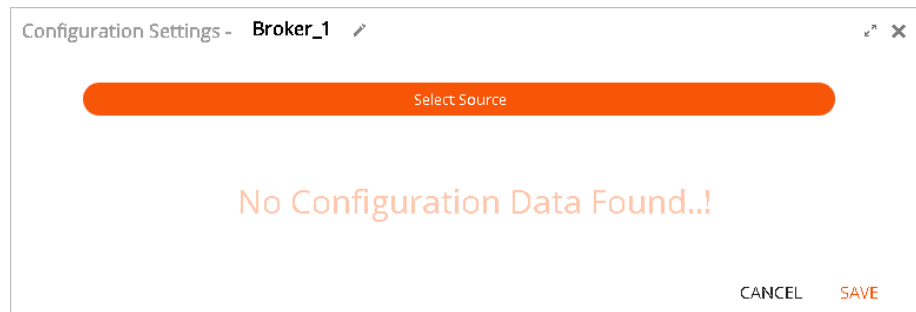 Configuration Settings - Broker_1
Select Source
No Configuration Data Found..!
CANCEL SAVE